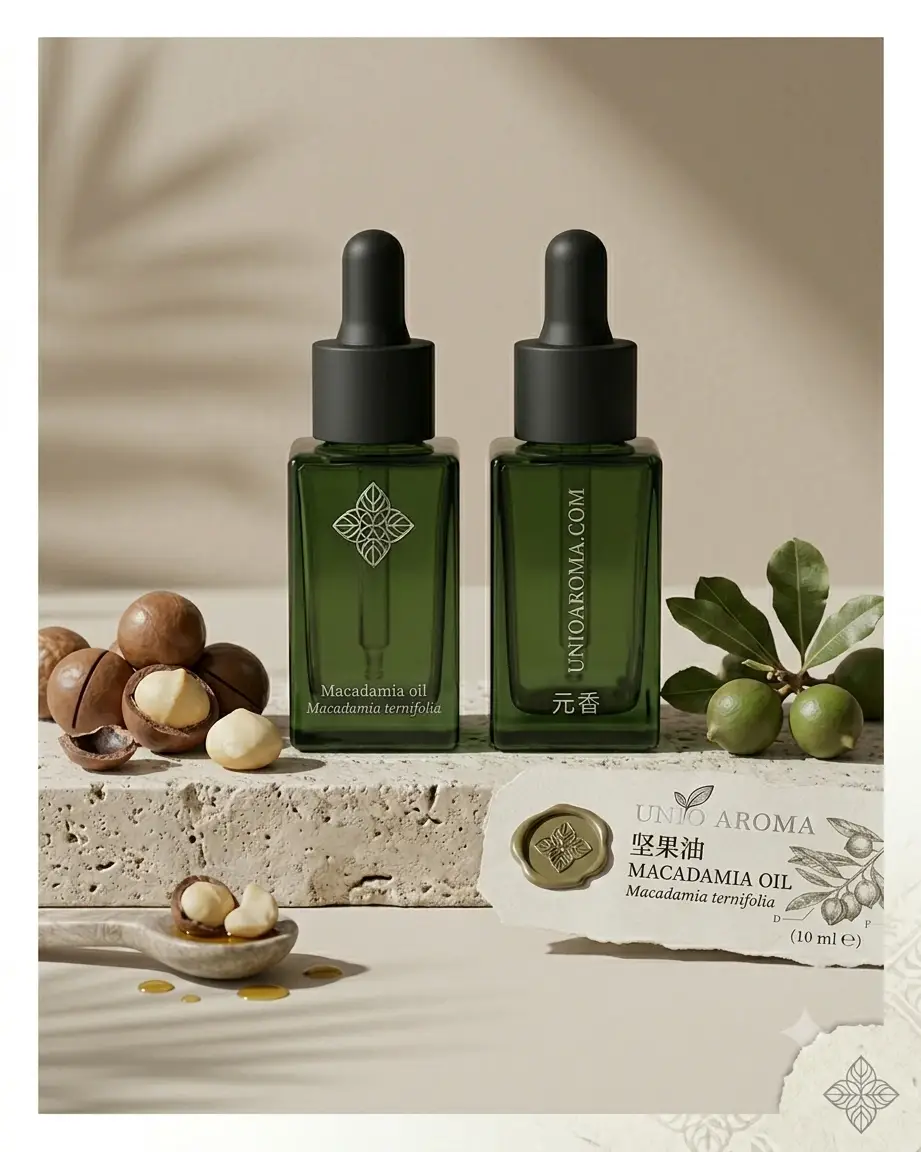 Macadamia oil
Macadamia ternifolia
UNIOAROMA.COM
元香
UNIO AROMA
坚果油
MACADAMIA OIL
Macadamia ternifolia
D
P
(10 ml ℮)